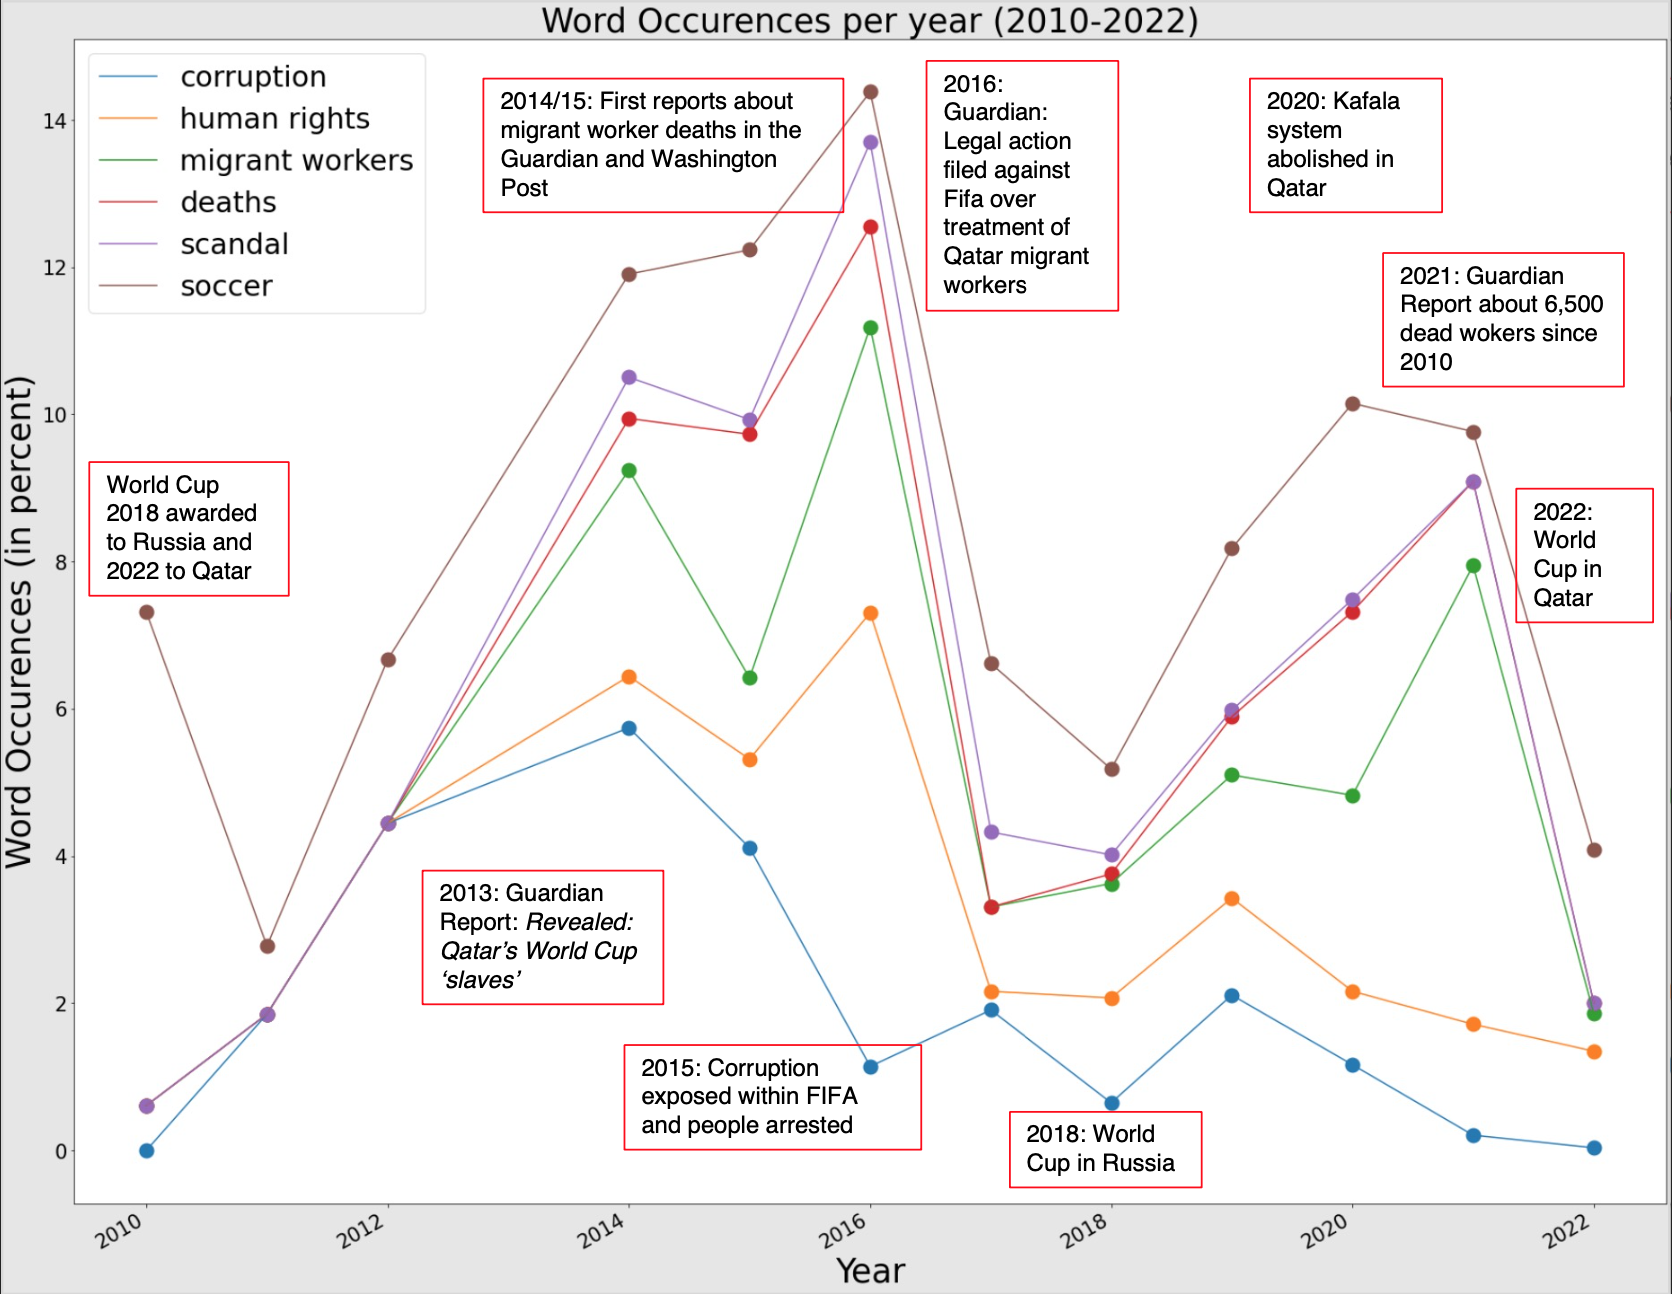 Word Occurences per year (2010-2022)
corruption
human rights
migrant workers
deaths
scandal
soccer
2014/15: First reports about
migrant worker deaths in the
Guardian and Washington
Post
2016:
Guardian:
Legal action
filed against
Fifa over
treatment of
Qatar migrant
workers
2020: Kafala
system
abolished in
Qatar
2021: Guardian
Report about 6,500
dead wokers since
2010
World Cup
2018 awarded
to Russia and
2022 to Qatar
2022:
World
Cup in
Qatar
2013: Guardian
Report: Revealed:
Qatar’s World Cup
‘slaves’
2015: Corruption
exposed within FIFA
and people arrested
2018: World
Cup in Russia
Word Occurences (in percent)
14
12
10
8
6
4
2
0
2010
2012
2014
2016
2018
2020
2022
Year